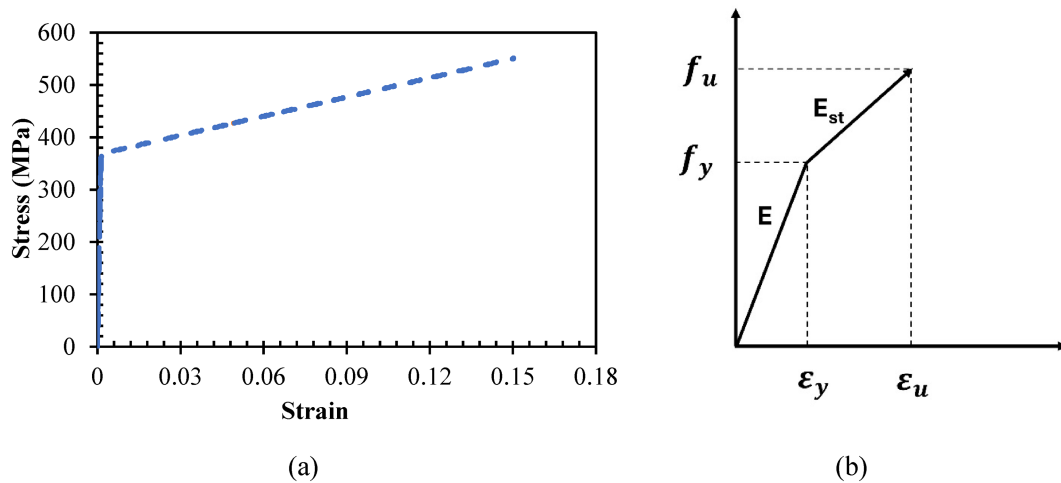 600
500
400
300
200
100
0
Stress (MPa)
0 0.03 0.06 0.09 0.12 0.15 0.18
Strain
(a)
f_u
E_st
f_y
E
ε_y ε_u
(b)